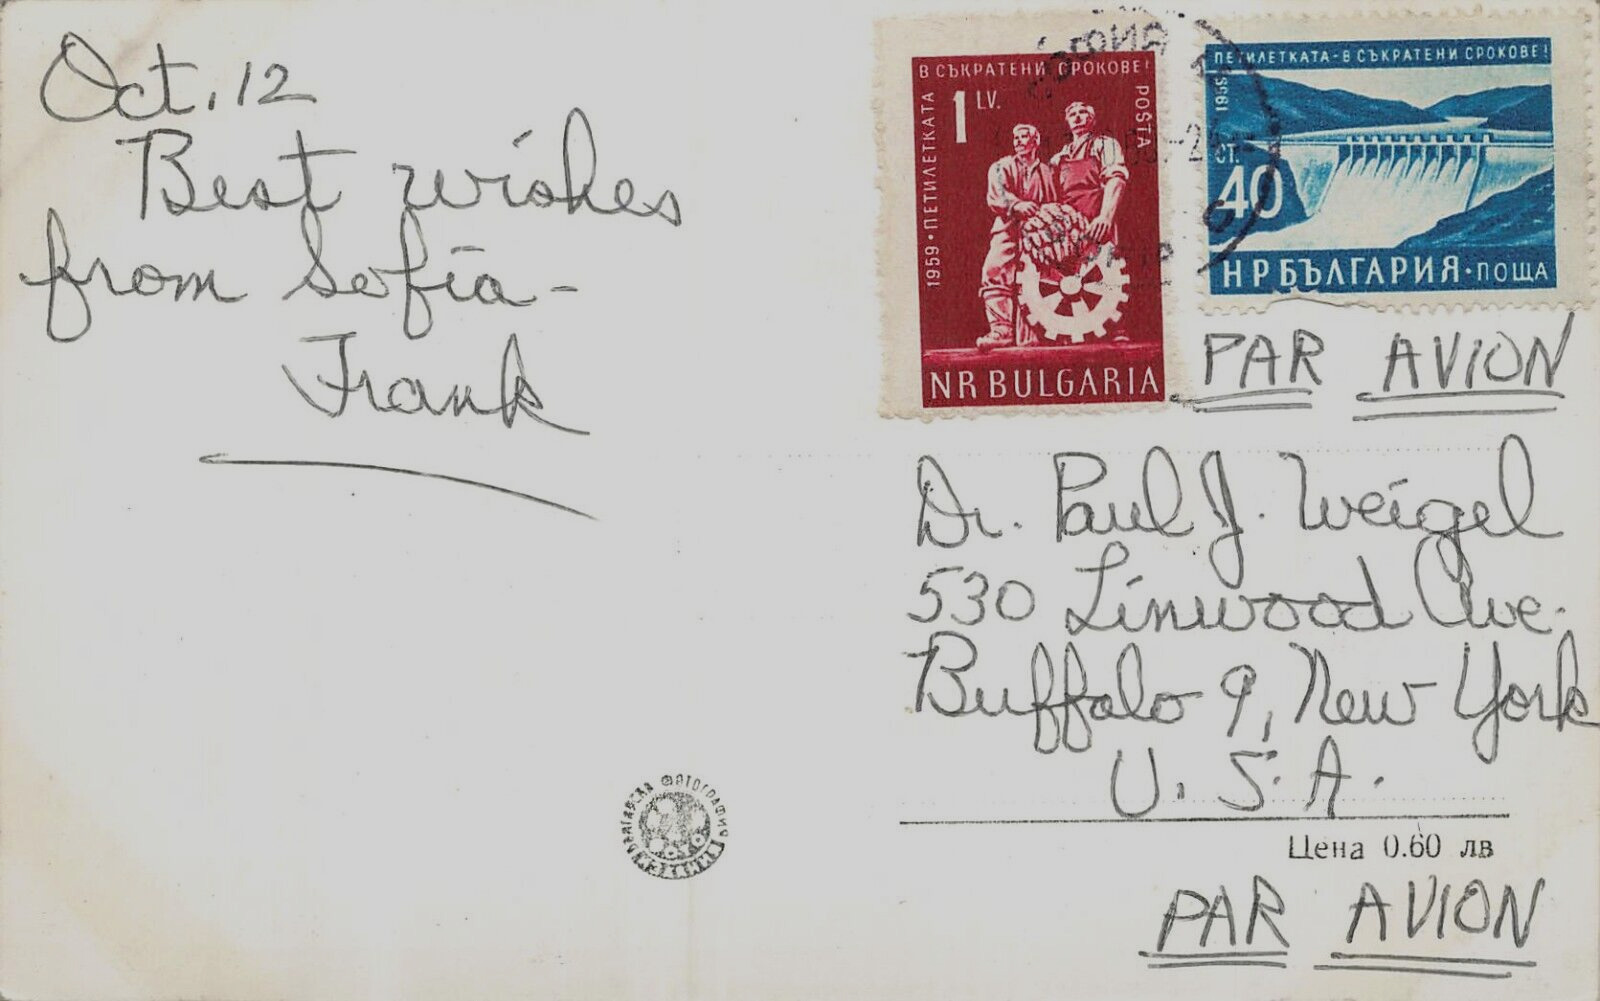 Oct. 12
Best wishes
from Sofia -
Frank
В СЪКРАТЕНИ СРОКОВЕ!
1 LV.
POSTA
1959 · ПЕТИЛЕТКАТА
NR BULGARIA
ПЕТИЛЕТКАТА - В СЪКРАТЕНИ СРОКОВЕ!
1959
СТ.
40
НР БЪЛГАРИЯ · ПОЩА
PAR AVION
Dr. Paul J. Weigel
530 Linwood Ave.
Buffalo 9, New York
U. S. A.
Цена 0.60 лв
PAR AVION